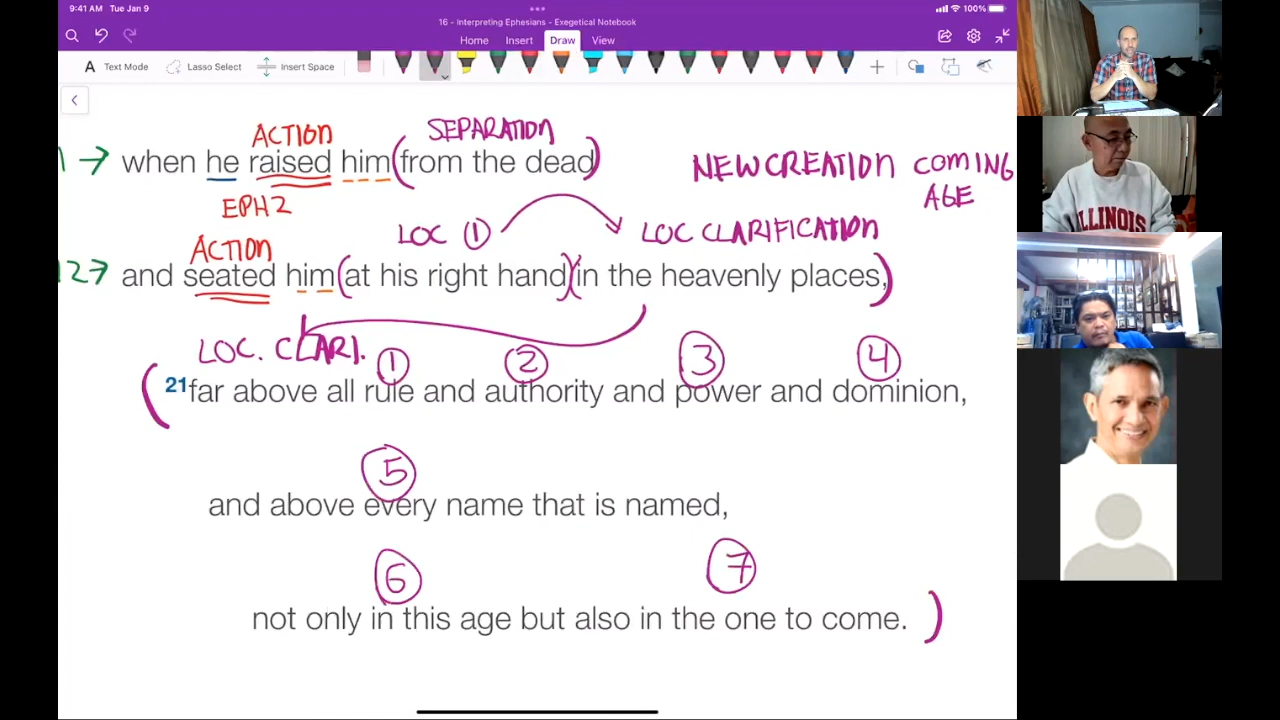 9:41 AM Tue Jan 9
100%
16 - Interpreting Ephesians - Exegetical Notebook
Home Insert Draw View
Text Mode Lasso Select Insert Space
ACTION SEPARATION
when he raised him (from the dead)
NEW CREATION COMING AGE
EPH 2
LOC ① LOC CLARIFICATION
ACTION
2→ and seated him (at his right hand)(in the heavenly places,)
LOC. CLARI. ① ② ③ ④
(21 far above all rule and authority and power and dominion,
⑤
and above every name that is named,
⑥ ⑦
not only in this age but also in the one to come. )
ILLINOIS